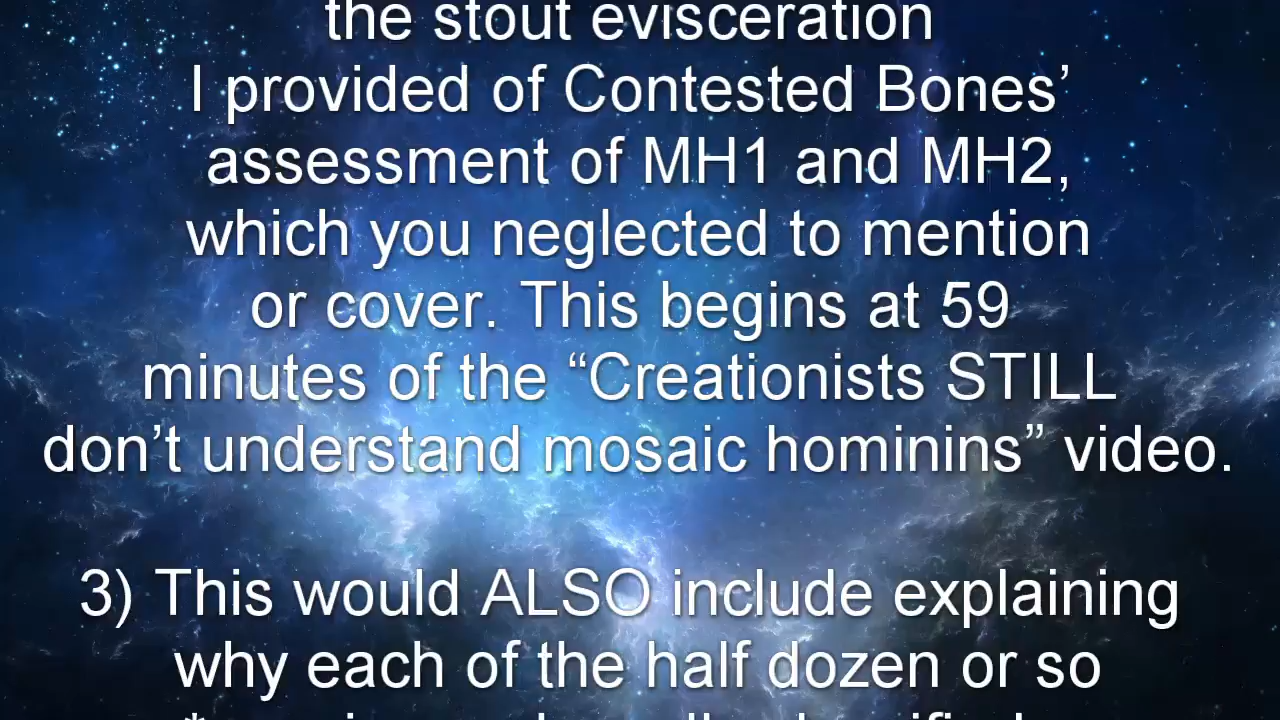 the stout evisceration
I provided of Contested Bones’
assessment of MH1 and MH2,
which you neglected to mention
or cover. This begins at 59
minutes of the “Creationists STILL
don’t understand mosaic hominins” video.
3) This would ALSO include explaining
why each of the half dozen or so